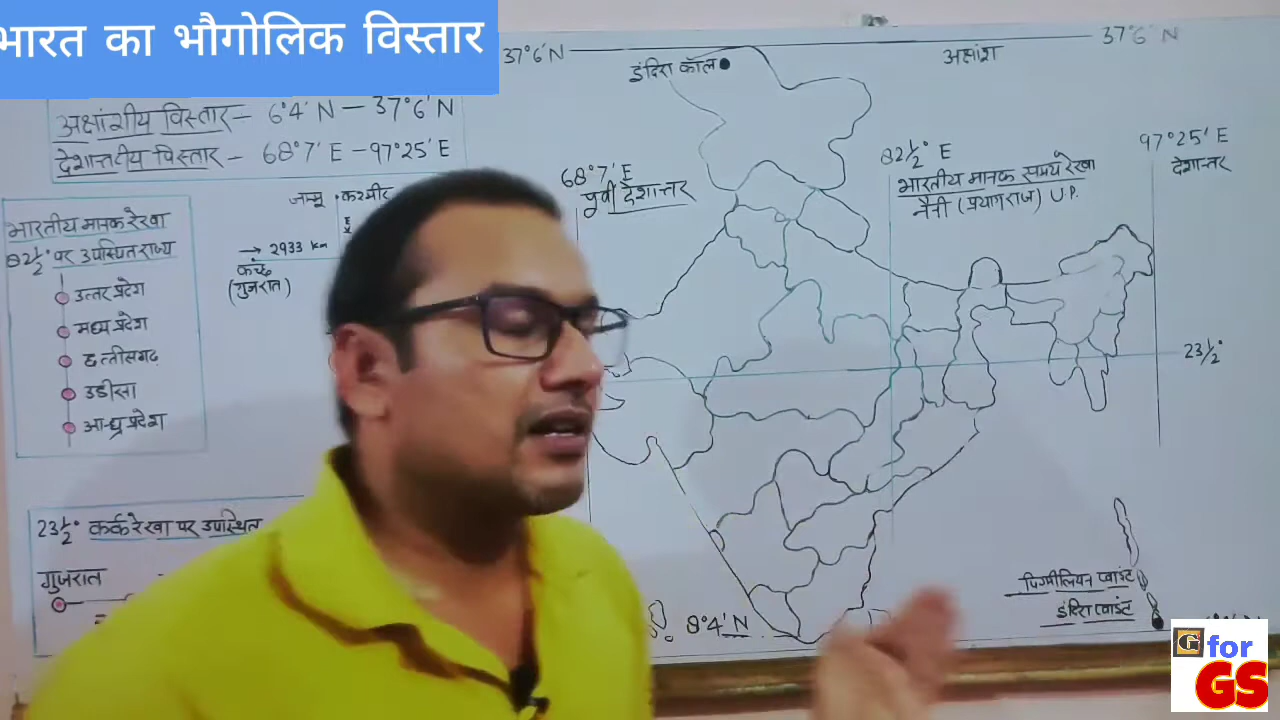 भारत का भौगोलिक विस्तार
अक्षांशीय विस्तार – 6°4' N – 37°6' N
देशान्तरीय विस्तार – 68°7' E – 97°25' E
भारतीय मानक रेखा
82½° पर उपस्थित राज्य
उत्तर प्रदेश
मध्य प्रदेश
छत्तीसगढ़
उडीसा
आन्ध्र प्रदेश
जम्मू कश्मीर
→ 2933 km
कच्छ
(गुजरात)
23½° कर्क रेखा पर उपस्थित
गुजरात
37°6' N
37°6' N
इंदिरा कॉल
अक्षांश
68°7' E
पूर्वी देशान्तर
82½° E
भारतीय मानक समय रेखा
नैनी (प्रयागराज) U.P.
97°25' E
देशान्तर
23½°
8°4' N
पिग्मीलियन प्वाइंट
इंदिरा प्वाइंट
G for
GS